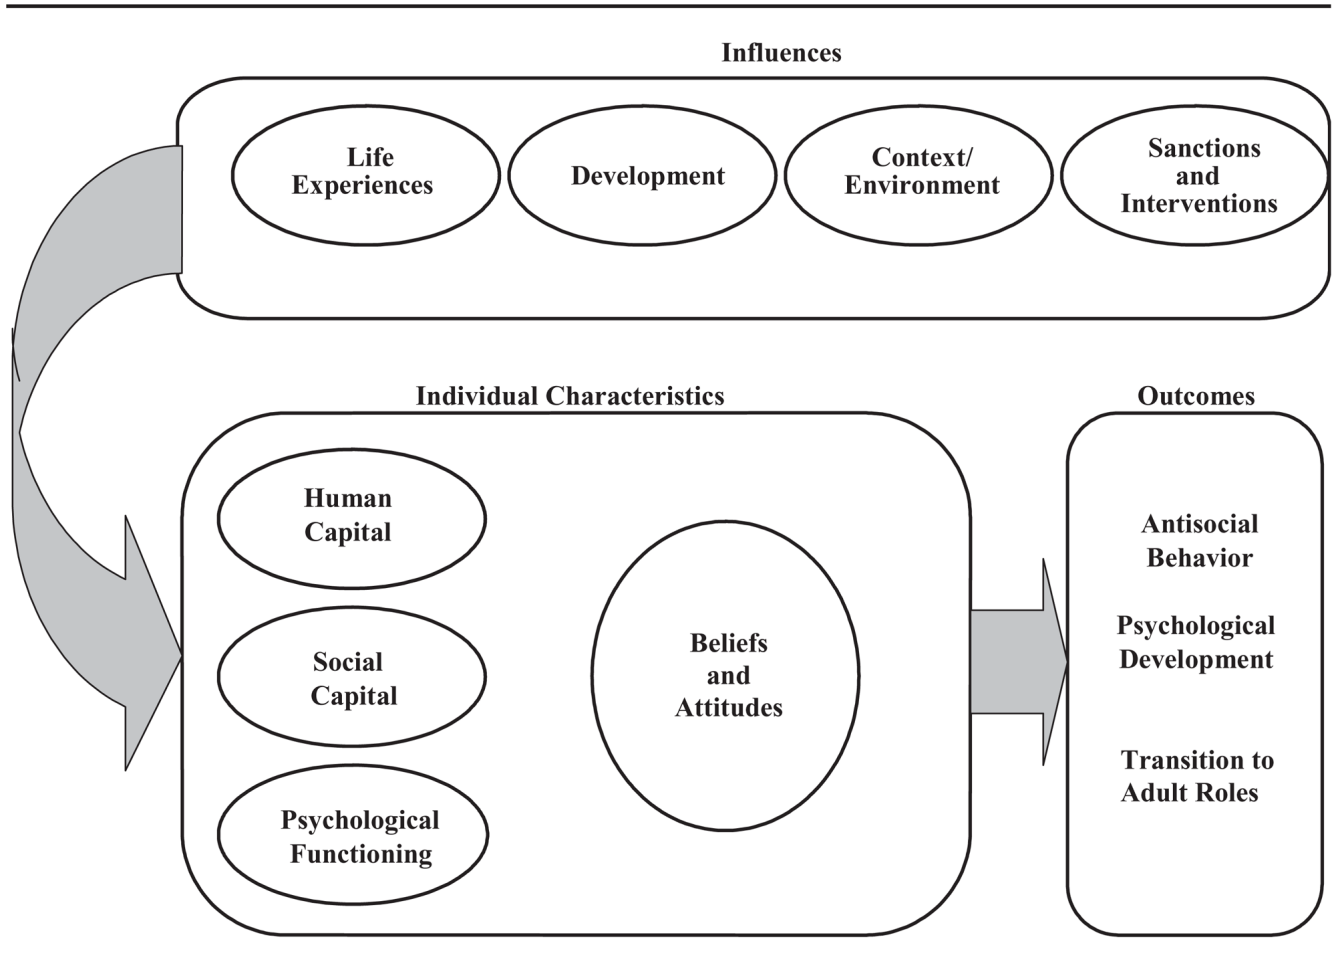 Influences
Life
Experiences
Development
Context/
Environment
Sanctions
and
Interventions
Individual Characteristics
Human
Capital
Social
Capital
Psychological
Functioning
Beliefs
and
Attitudes
Outcomes
Antisocial
Behavior
Psychological
Development
Transition to
Adult Roles